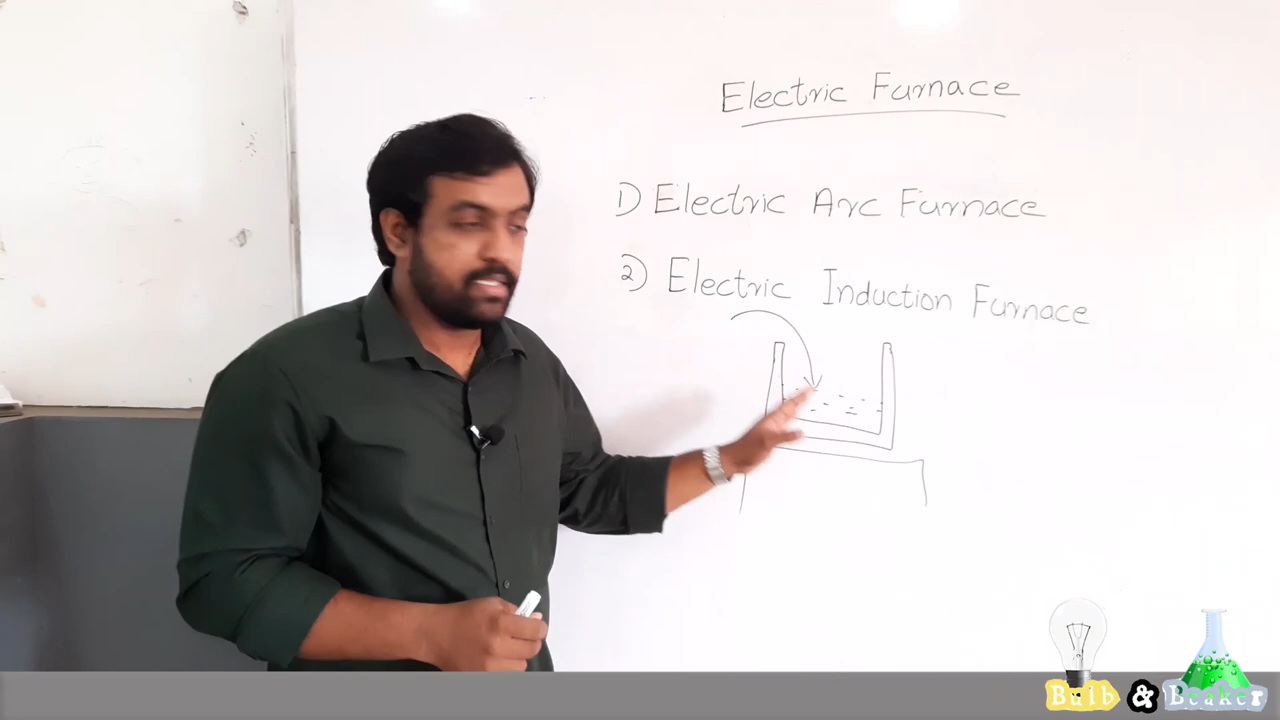 Electric Furnace
1) Electric Arc Furnace
2) Electric Induction Furnace
Bulb & Beaker